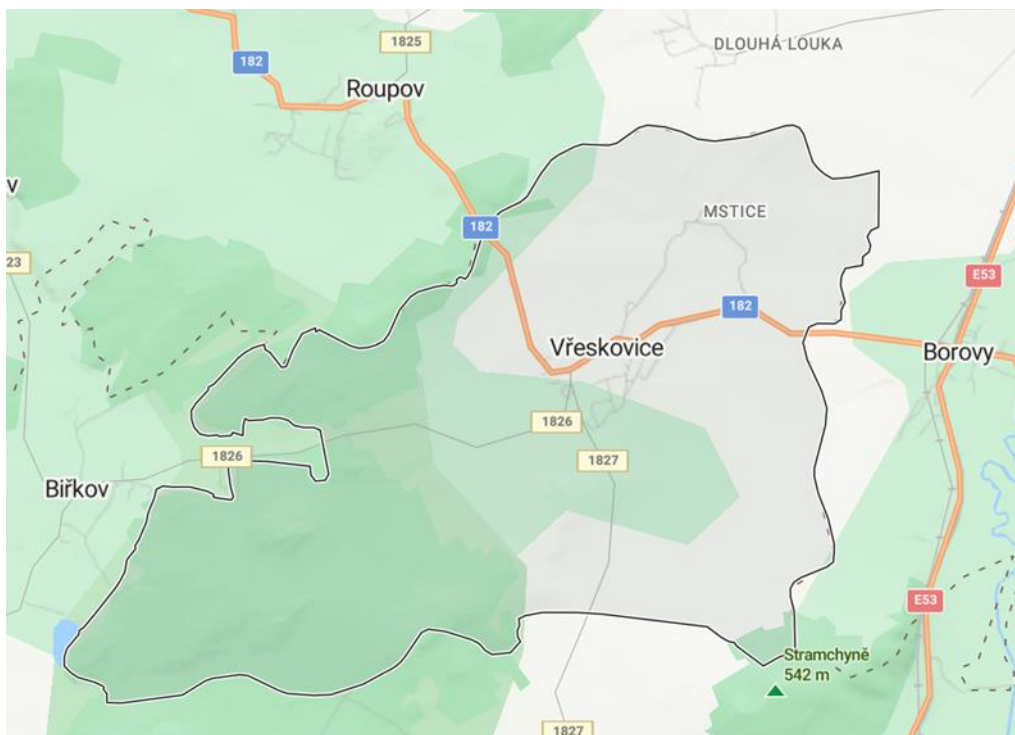 1825
DLOUHÁ LOUKA
182
Roupov
v
MSTICE
182
23
E53
182
Vřeskovice
Borovy
1826
1826
1827
Biřkov
E53
Stramchyně
542 m
1827